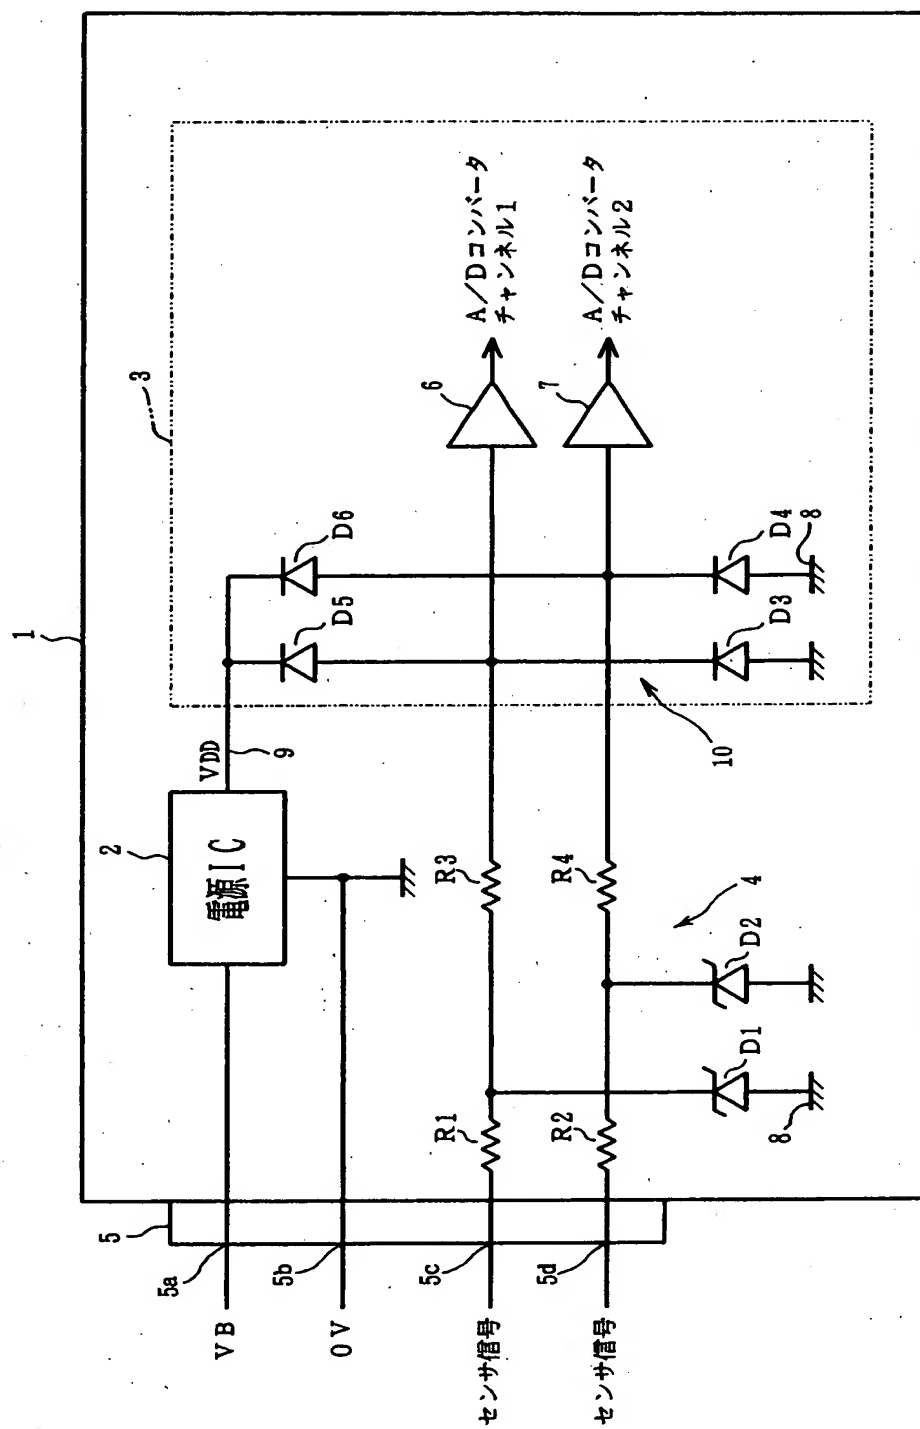 1
3
2
電源IC
VDD
9
D5
D6
6
7
A/Dコンバータ
チャンネル1
A/Dコンバータ
チャンネル2
5
5a
VB
5b
0V
5c
センサ信号
5d
センサ信号
R1
R3
R2
R4
4
D1
D2
8
10
D3
D4
8